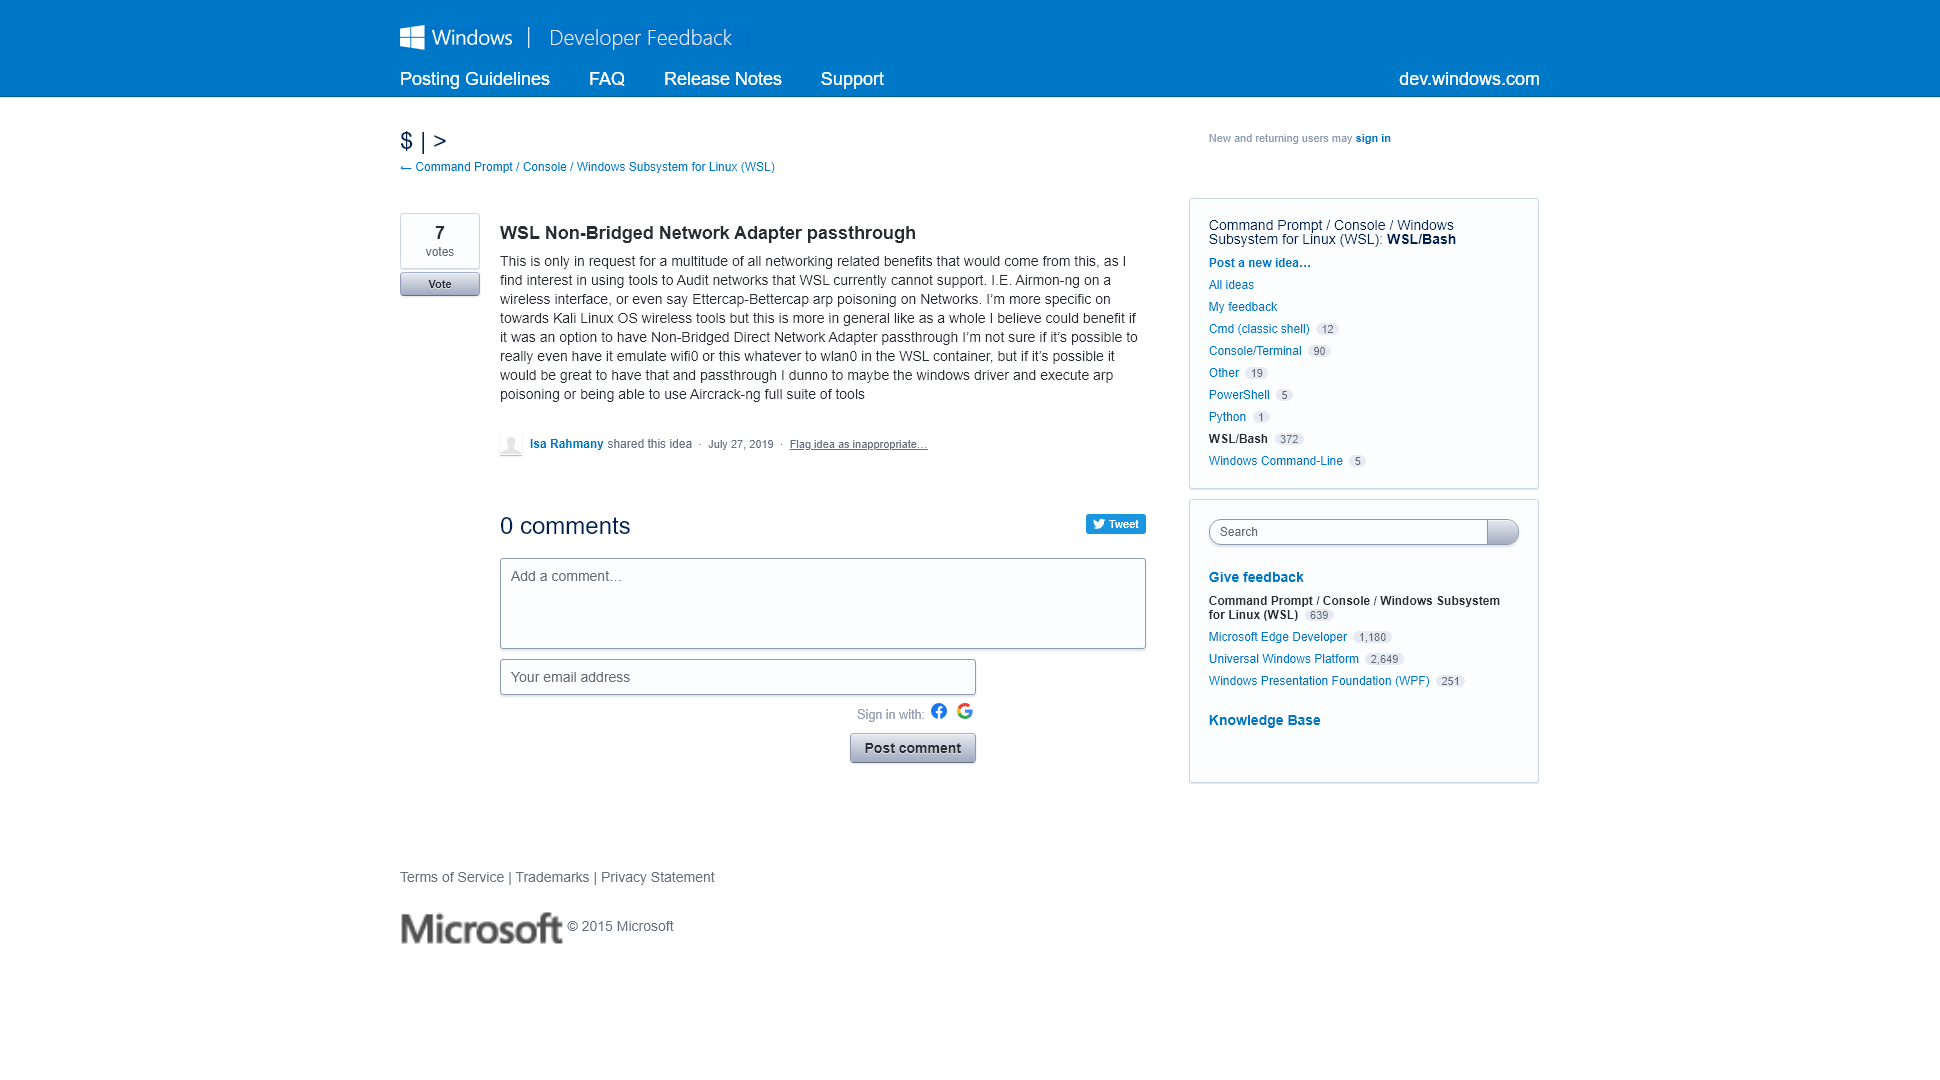 Windows | Developer Feedback
Posting Guidelines FAQ Release Notes Support dev.windows.com
$ | >
New and returning users may sign in
← Command Prompt / Console / Windows Subsystem for Linux (WSL)
7
votes
Vote
WSL Non-Bridged Network Adapter passthrough
This is only in request for a multitude of all networking related benefits that would come from this, as I
find interest in using tools to Audit networks that WSL currently cannot support. I.E. Airmon-ng on a
wireless interface, or even say Ettercap-Bettercap arp poisoning on Networks. I’m more specific on
towards Kali Linux OS wireless tools but this is more in general like as a whole I believe could benefit if
it was an option to have Non-Bridged Direct Network Adapter passthrough I’m not sure if it’s possible to
really even have it emulate wifi0 or this whatever to wlan0 in the WSL container, but if it’s possible it
would be great to have that and passthrough I dunno to maybe the windows driver and execute arp
poisoning or being able to use Aircrack-ng full suite of tools
Isa Rahmany shared this idea · July 27, 2019 · Flag idea as inappropriate…
0 comments
Tweet
Add a comment…
Your email address
Sign in with:
Post comment
Command Prompt / Console / Windows
Subsystem for Linux (WSL): WSL/Bash
Post a new idea…
All ideas
My feedback
Cmd (classic shell) 12
Console/Terminal 90
Other 19
PowerShell 5
Python 1
WSL/Bash 372
Windows Command-Line 5
Search
Give feedback
Command Prompt / Console / Windows Subsystem
for Linux (WSL) 639
Microsoft Edge Developer 1,180
Universal Windows Platform 2,649
Windows Presentation Foundation (WPF) 251
Knowledge Base
Terms of Service | Trademarks | Privacy Statement
Microsoft © 2015 Microsoft